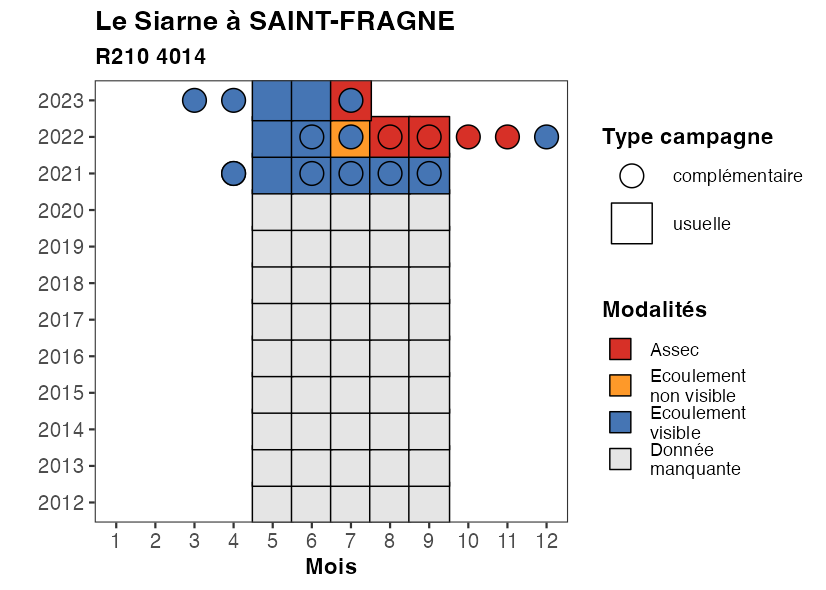 Le Siarne à SAINT-FRAGNE
R210 4014
2023
2022
2021
2020
2019
2018
2017
2016
2015
2014
2013
2012
1 2 3 4 5 6 7 8 9 10 11 12
Mois
Type campagne
complémentaire
usuelle
Modalités
Assec
Ecoulement
non visible
Ecoulement
visible
Donnée
manquante